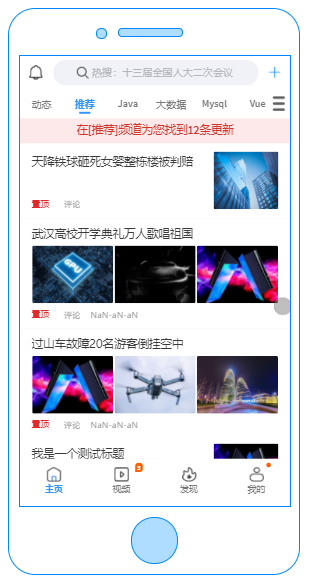 热搜：十三届全国人大二次会议
动态 推荐 Java 大数据 Mysql Vue
在[推荐]频道为您找到12条更新
天降铁球砸死女婴整栋楼被判赔
置顶 评论
武汉高校开学典礼万人歌唱祖国
GPU
置顶 评论 NaN-aN-aN
过山车故障20名游客倒挂空中
置顶 评论 NaN-aN-aN
我是一个测试标题
主页 视频 发现 我的